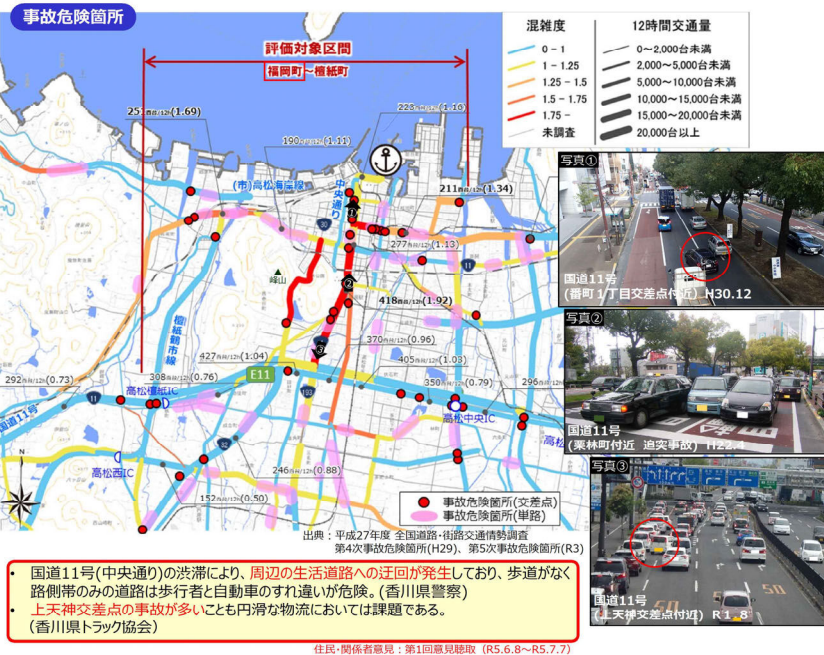 事故危険箇所
評価対象区間
福岡町～檀紙町
混雑度
0－1
1－1.25
1.25－1.5
1.5－1.75
1.75－
未調査
12時間交通量
0～2,000台未満
2,000～5,000台未満
5,000～10,000台未満
10,000～15,000台未満
15,000～20,000台未満
20,000台以上
251百台/12h(1.69)
223百台/12h(1.10)
190百台/12h(1.11)
(市)高松海岸線
中央通り
211百台/12h(1.34)
30
①
277百台/12h(1.13)
11
峰山
②
418百台/12h(1.92)
檀紙鶴市線
370百台/12h(0.96)
③
427百台/12h(1.04)
405百台/12h(1.03)
E11
292百台/12h(0.73)
308百台/12h(0.76)
350百台/12h(0.79)
296百台/12h
高松檀紙IC
11
193
国道11号
高松中央IC
32
高松
N
高松西IC
246百台/12h(0.88)
152百台/12h(0.50)
事故危険箇所(交差点)
事故危険箇所(単路)
出典：平成27年度 全国道路・街路交通情勢調査
第4次事故危険箇所(H29)、第5次事故危険箇所(R3)
写真①
国道11号
(番町１丁目交差点付近) H30.12
写真②
国道11号
(栗林町付近 追突事故) H22.4
写真③
50
50
国道11号
(上天神交差点付近) R１.8
• 国道11号(中央通り)の渋滞により、周辺の生活道路への迂回が発生しており、歩道がなく
路側帯のみの道路は歩行者と自動車のすれ違いが危険。(香川県警察)
• 上天神交差点の事故が多いことも円滑な物流においては課題である。
(香川県トラック協会)
住民・関係者意見：第1回意見聴取（R5.6.8～R5.7.7）